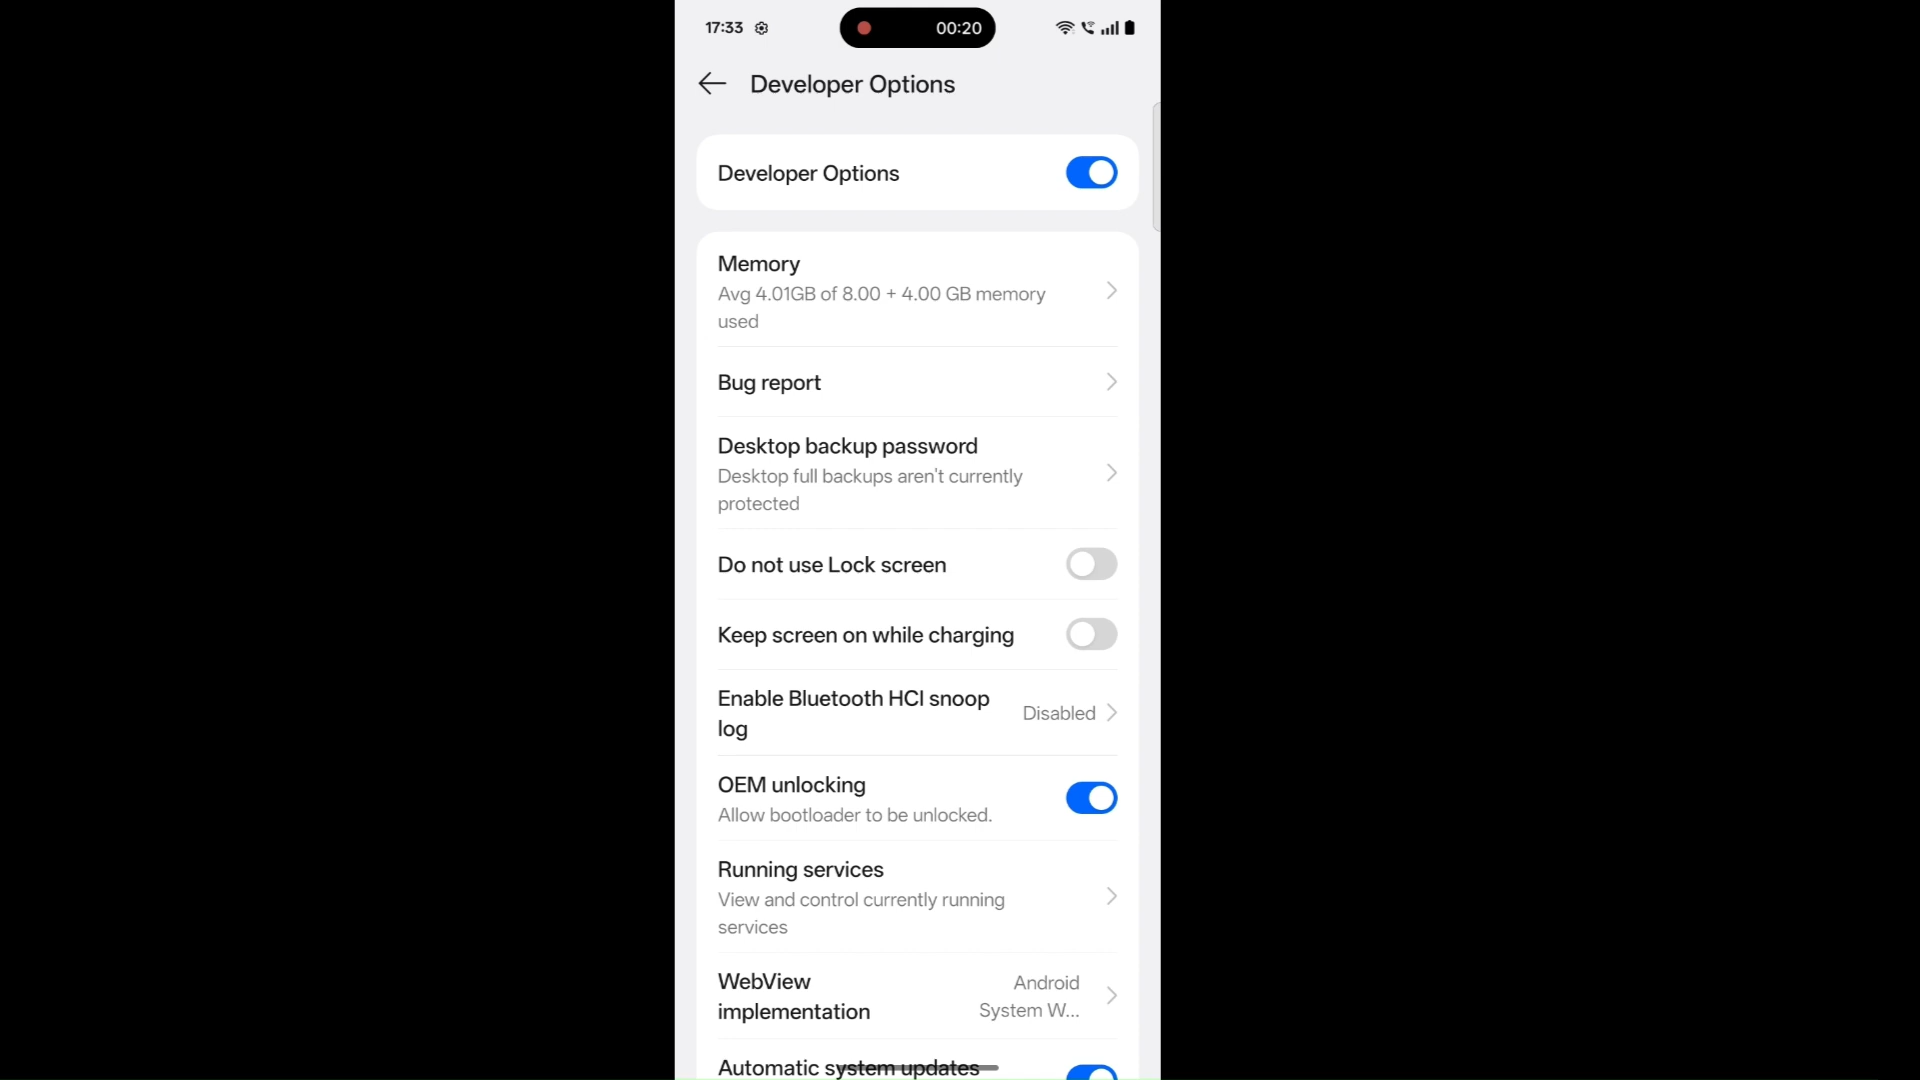 17:33 00:20
Developer Options
Developer Options
Memory
Avg 4.01GB of 8.00 + 4.00 GB memory
used
Bug report
Desktop backup password
Desktop full backups aren't currently
protected
Do not use Lock screen
Keep screen on while charging
Enable Bluetooth HCI snoop
log
Disabled
OEM unlocking
Allow bootloader to be unlocked.
Running services
View and control currently running
services
WebView
implementation
Android
System W...
Automatic system updates